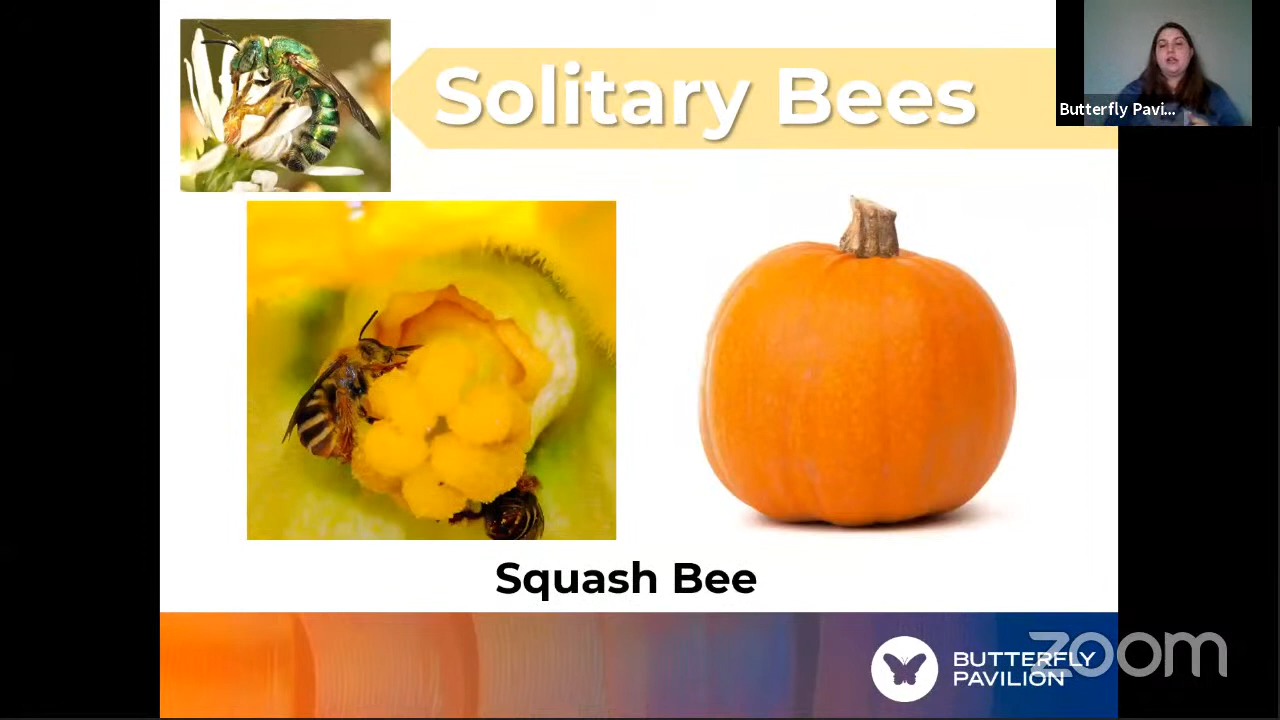 Solitary Bees
Butterfly Pavi...
Squash Bee
BUTTERFLY
PAVILION
zoom